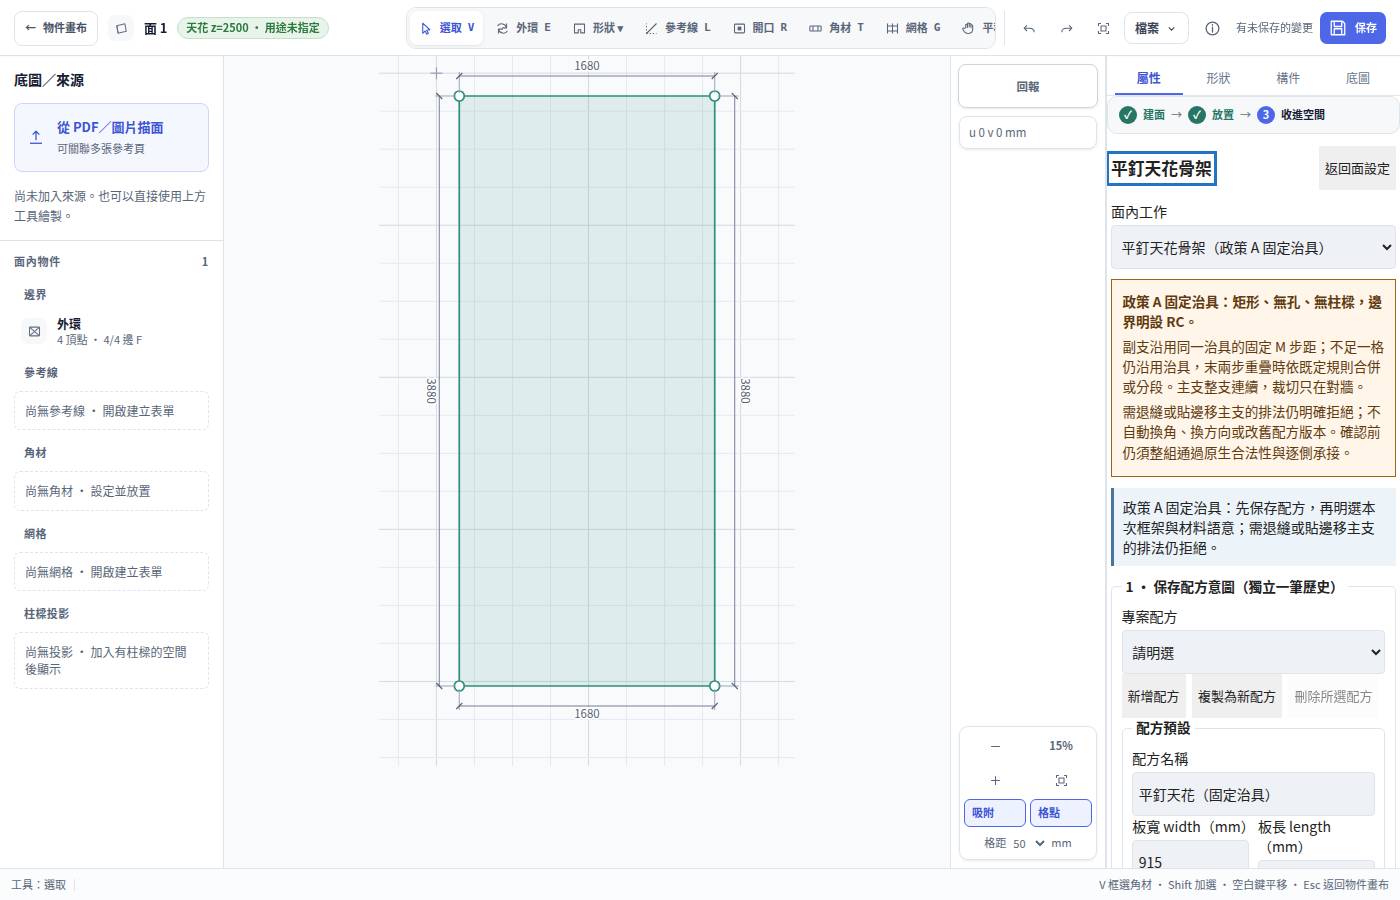 ← 物件畫布
面 1
天花 z=2500 · 用途未指定
選取 V
外環 E
形狀 ▾
參考線 L
開口 R
角材 T
網格 G
檔案
有未保存的變更
保存
底圖／來源
從 PDF／圖片描面
可關聯多張參考頁
尚未加入來源。也可以直接使用上方
工具繪製。
面內物件 1
邊界
外環
4 頂點 · 4/4 邊 F
參考線
尚無參考線 · 開啟建立表單
角材
尚無角材 · 設定並放置
網格
尚無網格 · 開啟建立表單
柱樑投影
尚無投影 · 加入有柱樑的空間
後顯示
1680
3880
3880
1680
回報
u 0 v 0 mm
15%
吸附
格點
格距 50 mm
屬性
形狀
構件
底圖
✓ 建面 → ✓ 放置 → 3 收進空間
平釘天花骨架
返回面設定
面內工作
平釘天花骨架（政策 A 固定治具）
政策 A 固定治具：矩形、無孔、無柱樑，邊
界明設 RC。
副支沿用同一治具的固定 M 步距；不足一格
仍沿用治具，末兩步重疊時依既定規則合併
或分段。主支整支連續，裁切只在對牆。
需退縫或貼邊移主支的排法仍明確拒絕；不
自動換角、換方向或改舊配方版本。確認前
仍須整組通過原生合法性與逐側承接。
政策 A 固定治具：先保存配方，再明選本
次框架與材料語意；需退縫或貼邊移主支
的排法仍拒絕。
1 · 保存配方意圖（獨立一筆歷史）
專案配方
請明選
新增配方
複製為新配方
刪除所選配方
配方預設
配方名稱
平釘天花（固定治具）
板寬 width（mm）
板長 length
（mm）
915
工具：選取
V 框選角材 · Shift 加選 · 空白鍵平移 · Esc 返回物件畫布